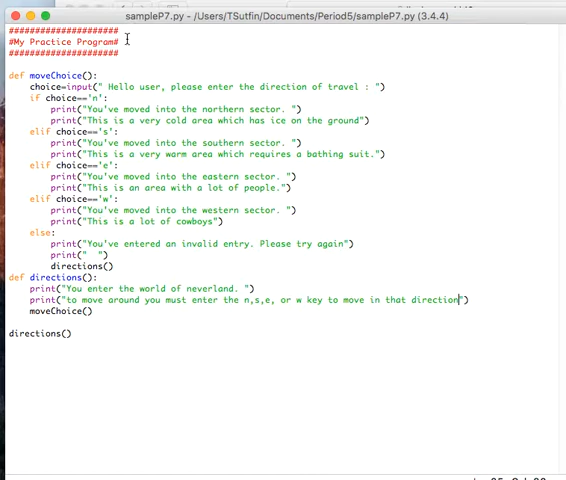 sampleP7.py - /Users/TSutfin/Documents/Period5/sampleP7.py (3.4.4)
#####################
#My Practice Program#
#####################
def moveChoice():
    choice=input(" Hello user, please enter the direction of travel : ")
    if choice=='n':
        print("You've moved into the northern sector. ")
        print("This is a very cold area which has ice on the ground")
    elif choice=='s':
        print("You've moved into the southern sector. ")
        print("This is a very warm area which requires a bathing suit.")
    elif choice=='e':
        print("You've moved into the eastern sector. ")
        print("This is an area with a lot of people.")
    elif choice=='w':
        print("You've moved into the western sector. ")
        print("This is a lot of cowboys")
    else:
        print("You've entered an invalid entry. Please try again")
        print("  ")
        directions()
def directions():
    print("You enter the world of neverland. ")
    print("to move around you must enter the n,s,e, or w key to move in that direction")
    moveChoice()
directions()